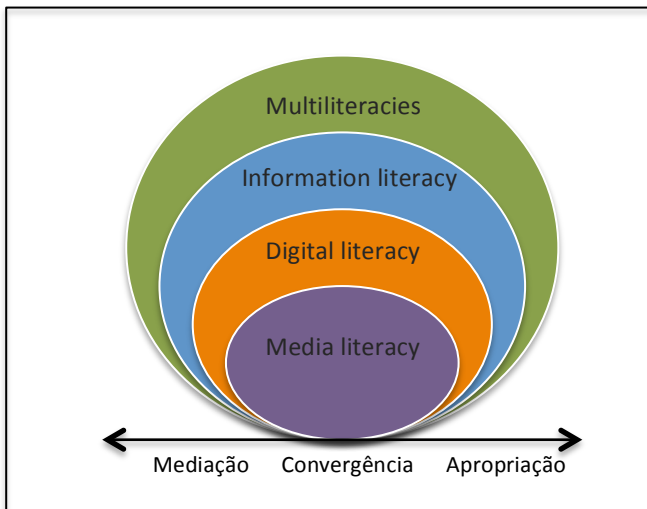 Multiliteracies
Information literacy
Digital literacy
Media literacy
Mediação Convergência Apropriação